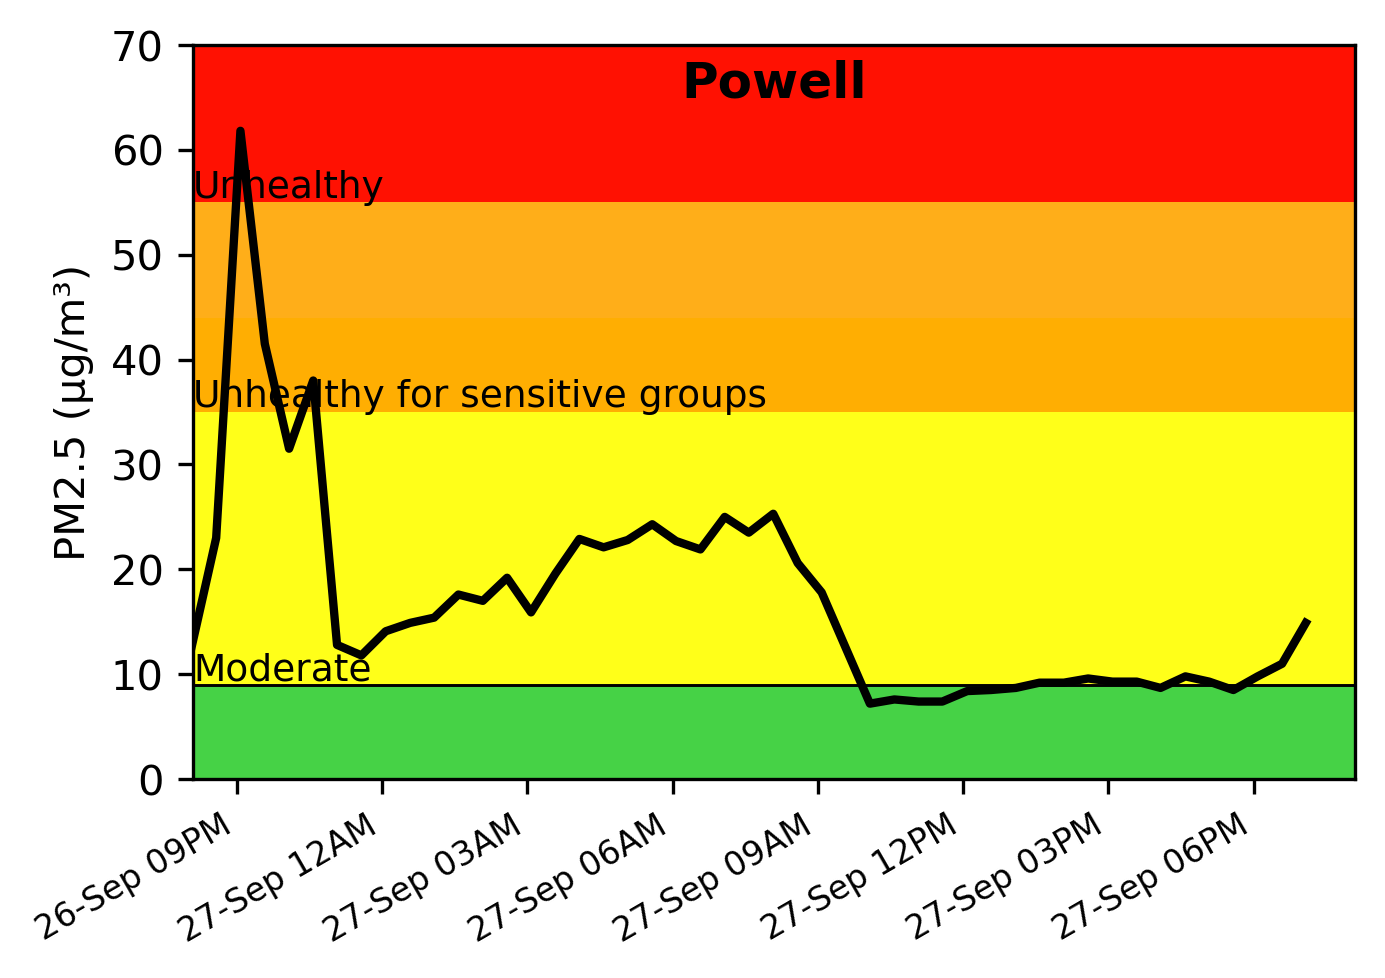 Powell
PM2.5 (µg/m³)
70
60
50
40
30
20
10
0
Unhealthy
Unhealthy for sensitive groups
Moderate
26-Sep 09PM
27-Sep 12AM
27-Sep 03AM
27-Sep 06AM
27-Sep 09AM
27-Sep 12PM
27-Sep 03PM
27-Sep 06PM